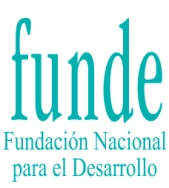 funde
Fundación Nacional
para el Desarrollo